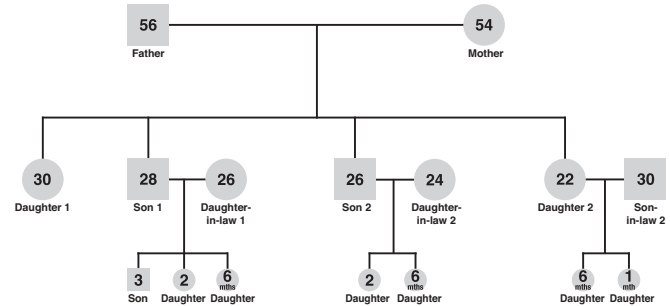 56
54
Father
Mother
30
28
26
26
24
22
30
Daughter 1
Son 1
Daughter-
in-law 1
Son 2
Daughter-
in-law 2
Daughter 2
Son-
in-law 2
3
2
6
mths
2
6
mths
6
mths
1
mth
Son
Daughter
Daughter
Daughter
Daughter
Daughter
Daughter